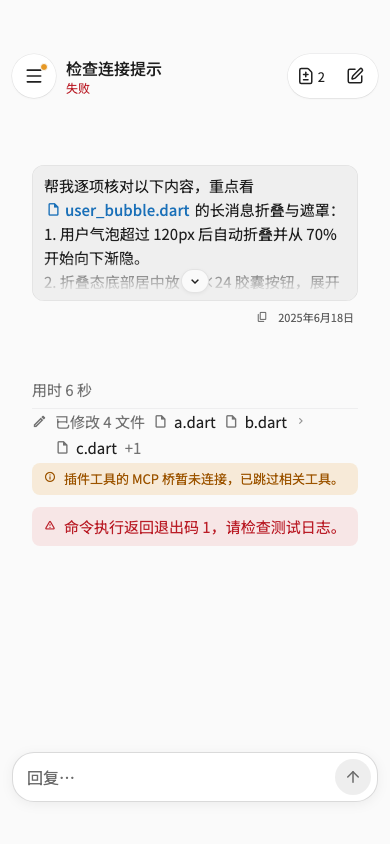 检查连接提示
失败
2
帮我逐项核对以下内容，重点看
user_bubble.dart 的长消息折叠与遮罩：
1. 用户气泡超过 120px 后自动折叠并从 70%
开始向下渐隐。
2. 折叠态底部居中放 ×24 胶囊按钮，展开
2025年6月18日
用时 6 秒
已修改 4 文件 a.dart b.dart
c.dart +1
插件工具的 MCP 桥暂未连接，已跳过相关工具。
命令执行返回退出码 1，请检查测试日志。
回复…